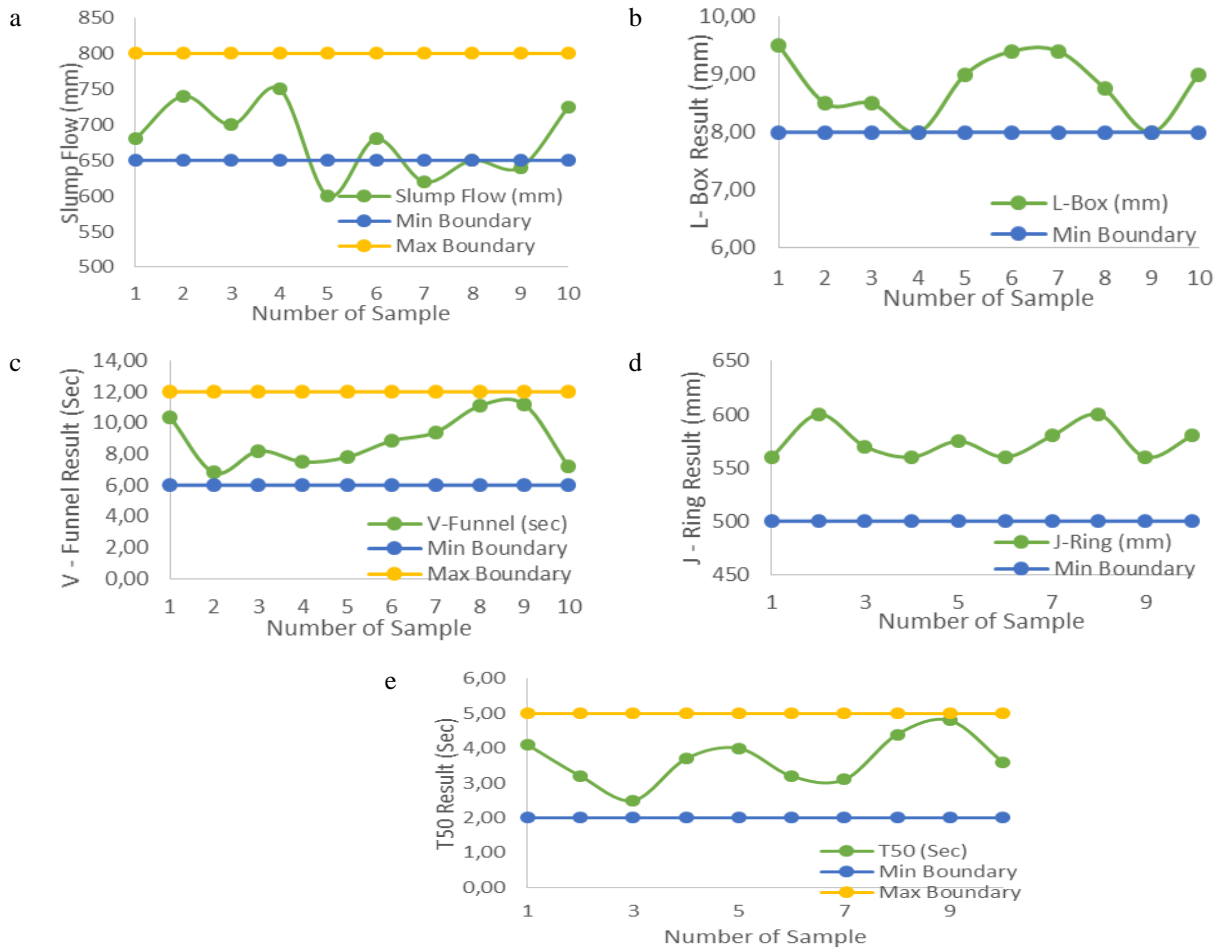 a
Slump Flow (mm)
850
800
750
700
650
600
550
500
Slump Flow (mm)
Min Boundary
Max Boundary
1 2 3 4 5 6 7 8 9 10
Number of Sample
b
L- Box Result (mm)
10,00
9,00
8,00
7,00
6,00
L-Box (mm)
Min Boundary
1 2 3 4 5 6 7 8 9 10
Number of Sample
c
V - Funnel Result (Sec)
14,00
12,00
10,00
8,00
6,00
4,00
2,00
0,00
V-Funnel (sec)
Min Boundary
Max Boundary
1 2 3 4 5 6 7 8 9 10
Number of Sample
d
J - Ring Result (mm)
650
600
550
500
450
J-Ring (mm)
Min Boundary
1 3 5 7 9
Number of Sample
e
T50 Result (Sec)
6,00
5,00
4,00
3,00
2,00
1,00
0,00
T50 (Sec)
Min Boundary
Max Boundary
1 3 5 7 9
Number of Sample